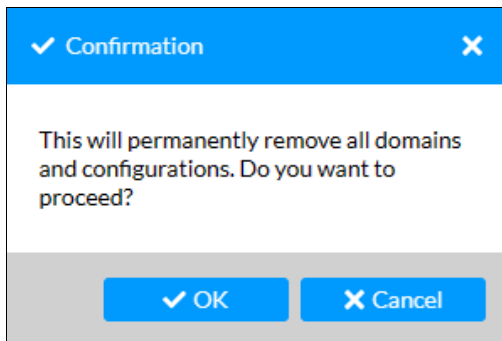 Confirmation
This will permanently remove all domains
and configurations. Do you want to
proceed?
OK
Cancel